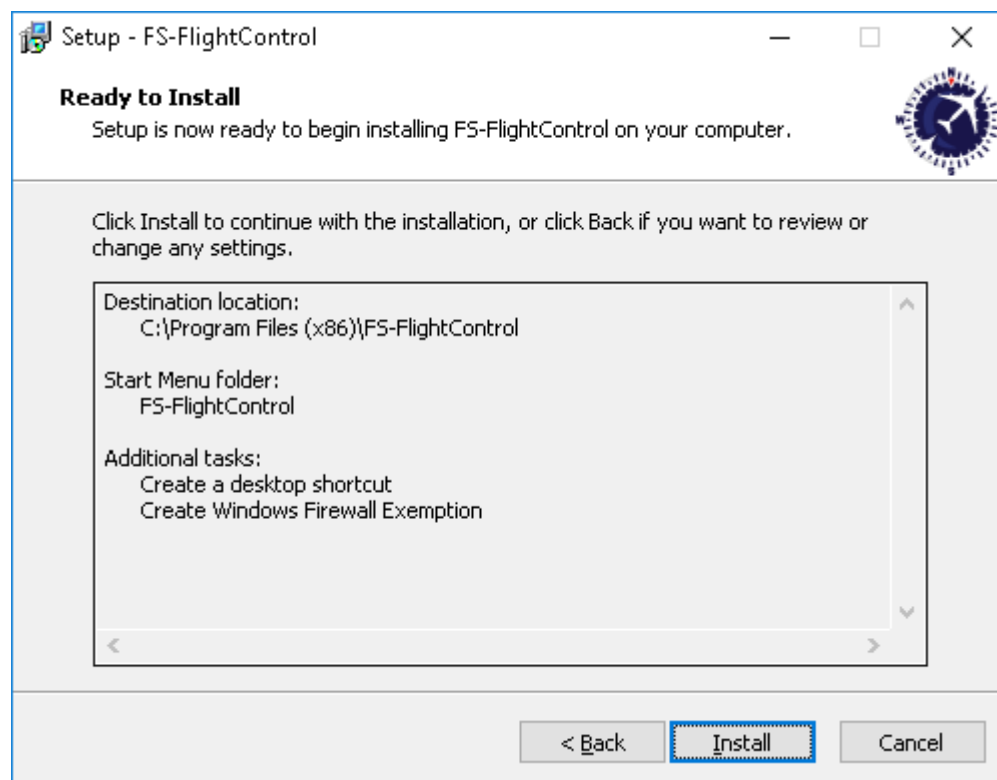 Setup - FS-FlightControl
Ready to Install
Setup is now ready to begin installing FS-FlightControl on your computer.
Click Install to continue with the installation, or click Back if you want to review or
change any settings.
Destination location:
C:\Program Files (x86)\FS-FlightControl
Start Menu folder:
FS-FlightControl
Additional tasks:
Create a desktop shortcut
Create Windows Firewall Exemption
< Back
Install
Cancel